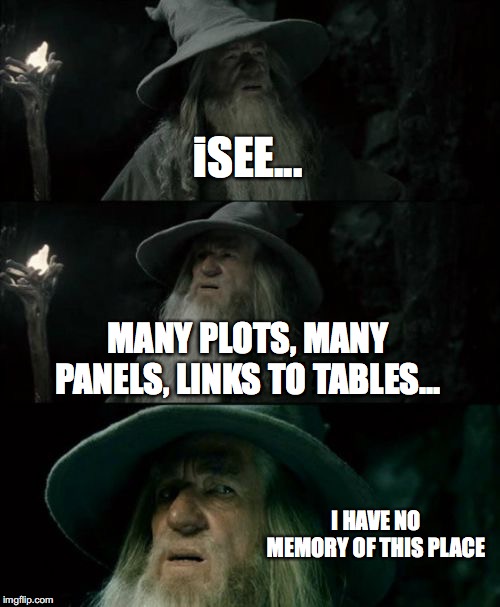 iSEE...
MANY PLOTS, MANY
PANELS, LINKS TO TABLES...
I HAVE NO
MEMORY OF THIS PLACE
imgflip.com